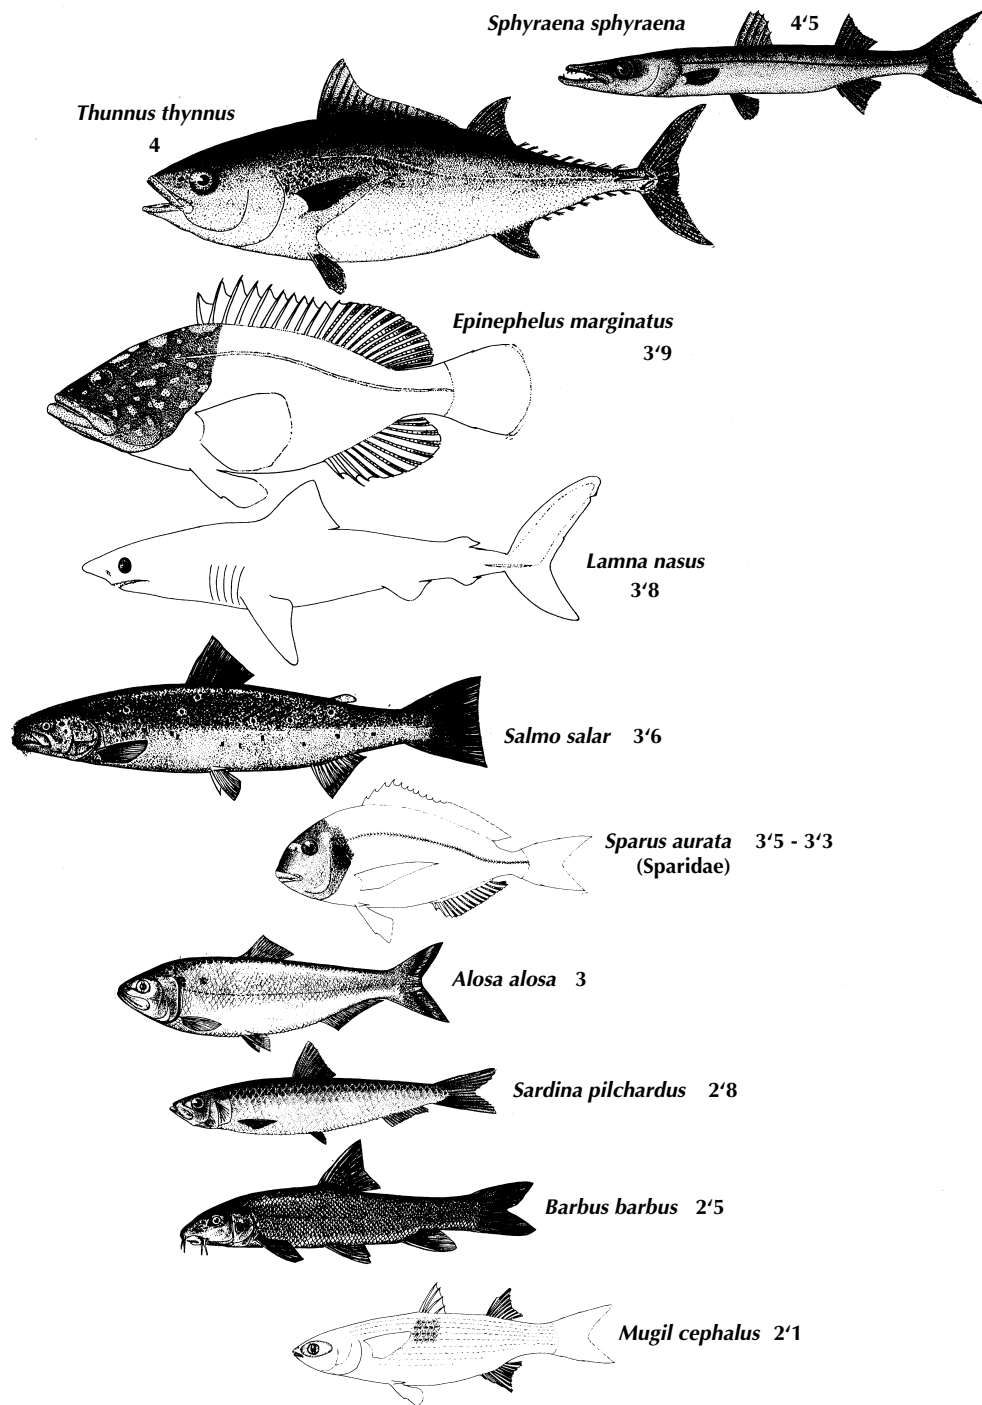 Sphyraena sphyraena 4‘5
Thunnus thynnus
4
Epinephelus marginatus
3‘9
Lamna nasus
3‘8
Salmo salar 3‘6
Sparus aurata 3‘5 - 3‘3
(Sparidae)
Alosa alosa 3
Sardina pilchardus 2‘8
Barbus barbus 2‘5
Mugil cephalus 2‘1